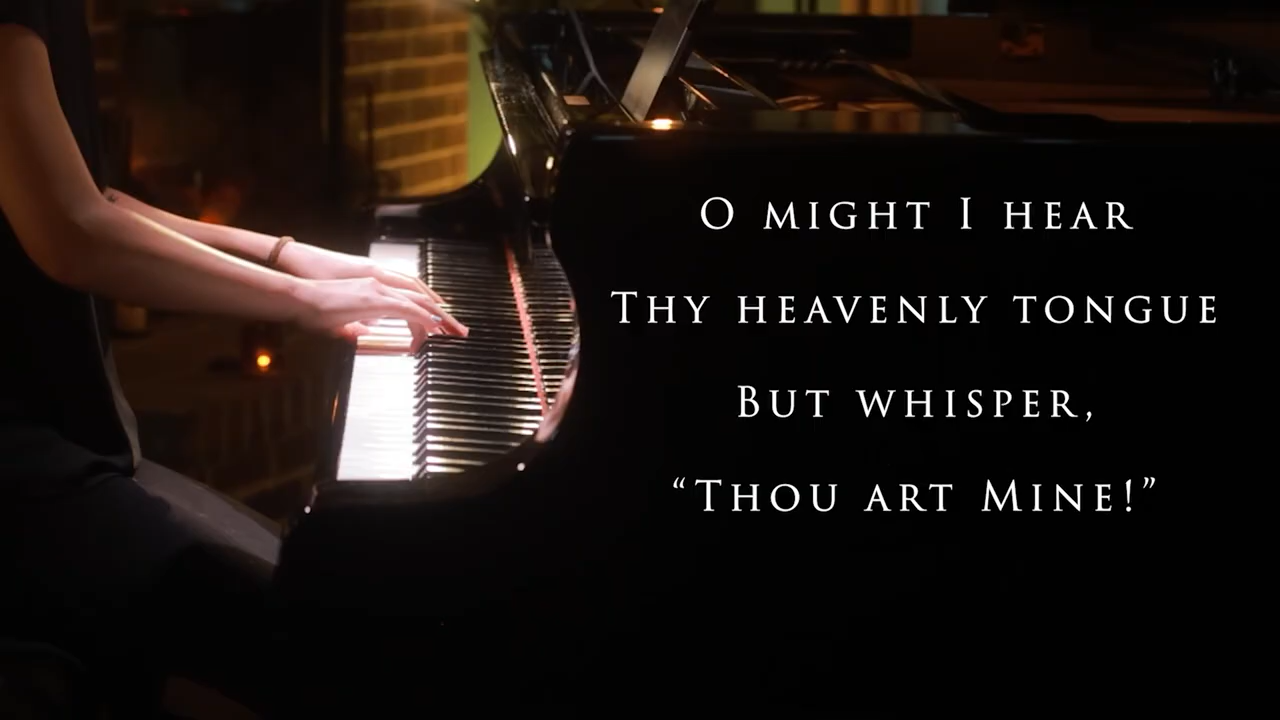 O might I hear
Thy heavenly tongue
But whisper,
“Thou art Mine!”